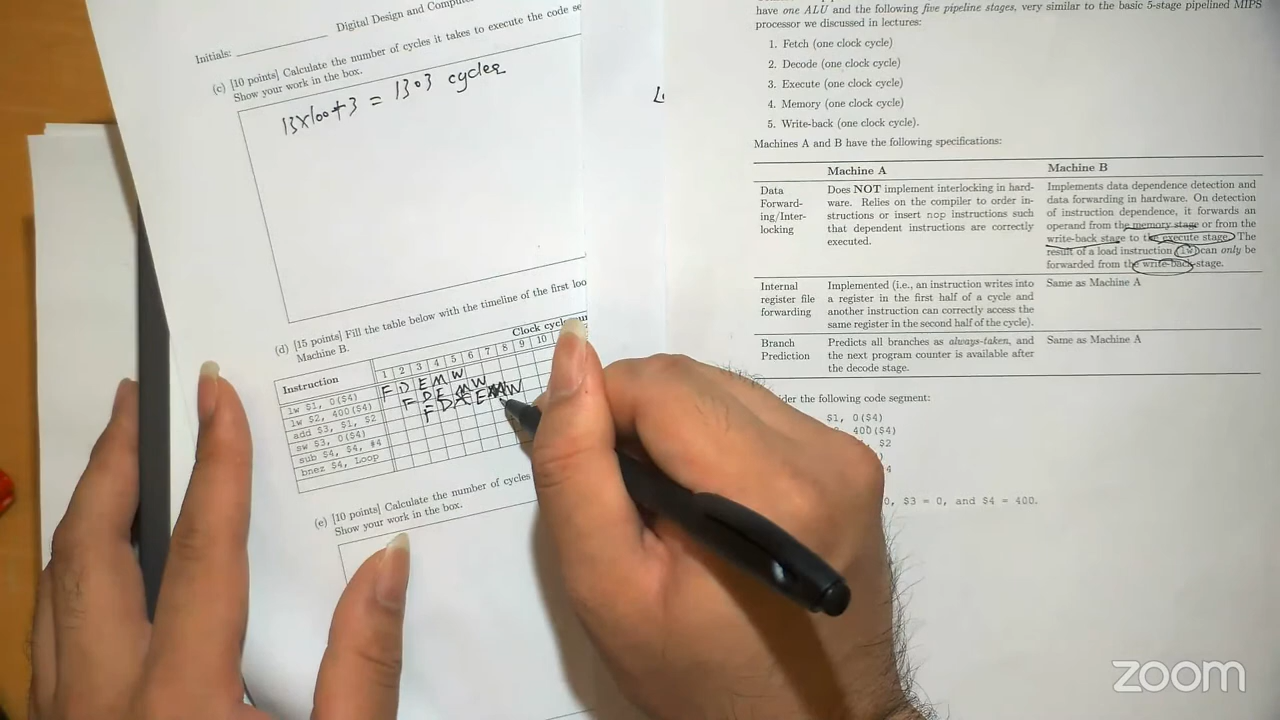 Digital Design and Compu
Initials:
(c) [10 points] Calculate the number of cycles it takes to execute the code se
Show your work in the box.
13x100+3 = 1303 cycles
(d) [15 points] Fill the table below with the timeline of the first loo
Machine B.
Instruction
Clock cycle
1 2 3 4 5 6 7 8 9 10
lw $1, 0($4) F D E M W
lw $2, 400($4) F D E M W
add $3, $1, $2 F D E W
sw $3, 0($4)
sub $4, $4, #4
bnez $4, Loop
(e) [10 points] Calculate the number of cycles
Show your work in the box.
have one ALU and the following five pipeline stages, very similar to the basic 5-stage pipelined MIPS
processor we discussed in lectures:
1. Fetch (one clock cycle)
2. Decode (one clock cycle)
3. Execute (one clock cycle)
4. Memory (one clock cycle)
5. Write-back (one clock cycle).
Machines A and B have the following specifications:
Machine A
Machine B
Data
Forward-
ing/Inter-
locking
Does NOT implement interlocking in hard-
ware. Relies on the compiler to order in-
structions or insert nop instructions such
that dependent instructions are correctly
executed.
Implements data dependence detection and
data forwarding in hardware. On detection
of instruction dependence, it forwards an
operand from the memory stage or from the
write-back stage to the execute stage. The
result of a load instruction (lw) can only be
forwarded from the write-back stage.
Internal
register file
forwarding
Implemented (i.e., an instruction writes into
a register in the first half of a cycle and
another instruction can correctly access the
same register in the second half of the cycle).
Same as Machine A
Branch
Prediction
Predicts all branches as always-taken, and
the next program counter is available after
the decode stage.
Same as Machine A
der the following code segment:
$1, 0($4)
400($4)
, $2
4
0, $3 = 0, and $4 = 400.
zoom